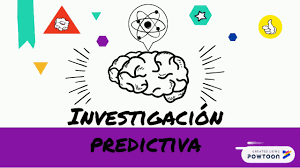 INVESTIGACIÓN
PREDICTIVA
CREATED USING
POWTOON